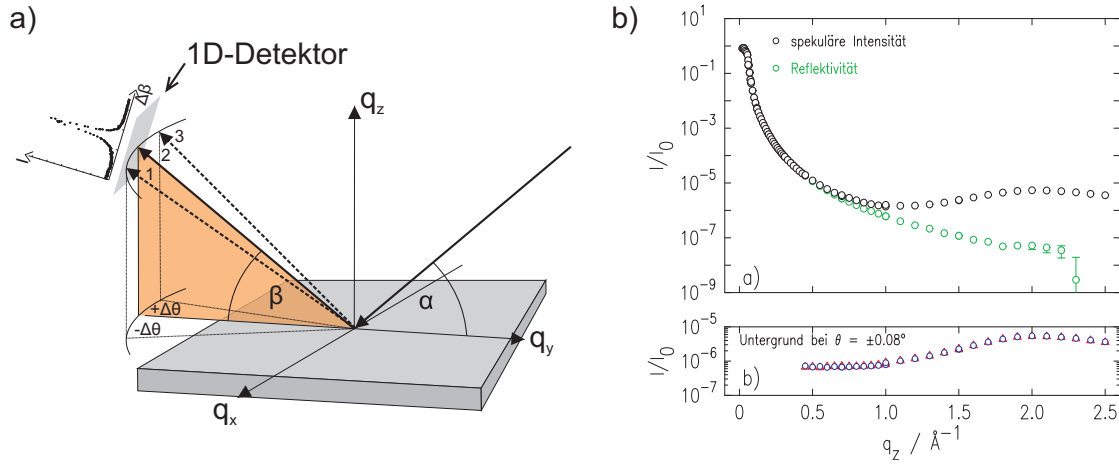 a)
1D-Detektor
Δβ
I
3
2
1
q_z
β
α
+Δθ
-Δθ
q_y
q_x
b)
10^1
10^-1
10^-3
10^-5
10^-7
10^-9
I/I_0
spekuläre Intensität
Reflektivität
a)
10^-5
10^-6
10^-7
I/I_0
Untergrund bei θ = ±0.08°
b)
0 0.5 1.0 1.5 2.0 2.5
q_z / Å^-1